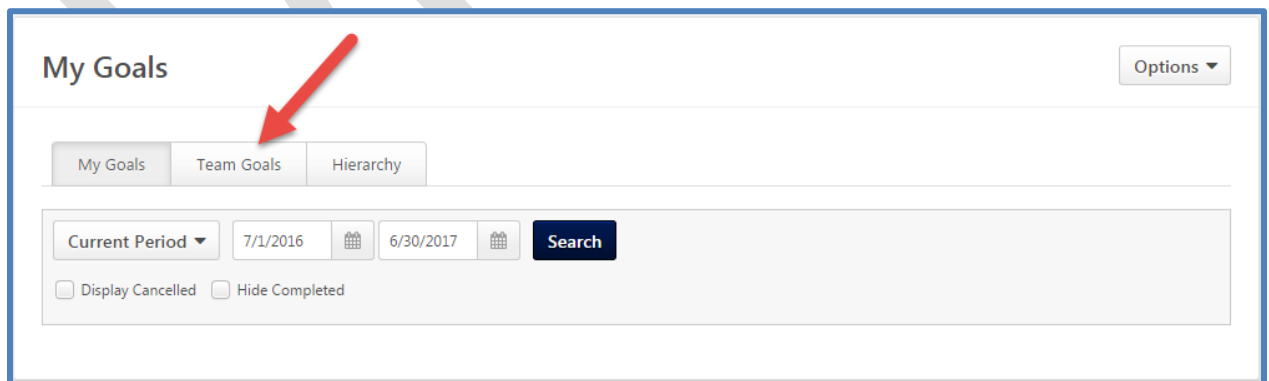 My Goals
Options
My Goals Team Goals Hierarchy
Current Period 7/1/2016 6/30/2017 Search
Display Cancelled Hide Completed